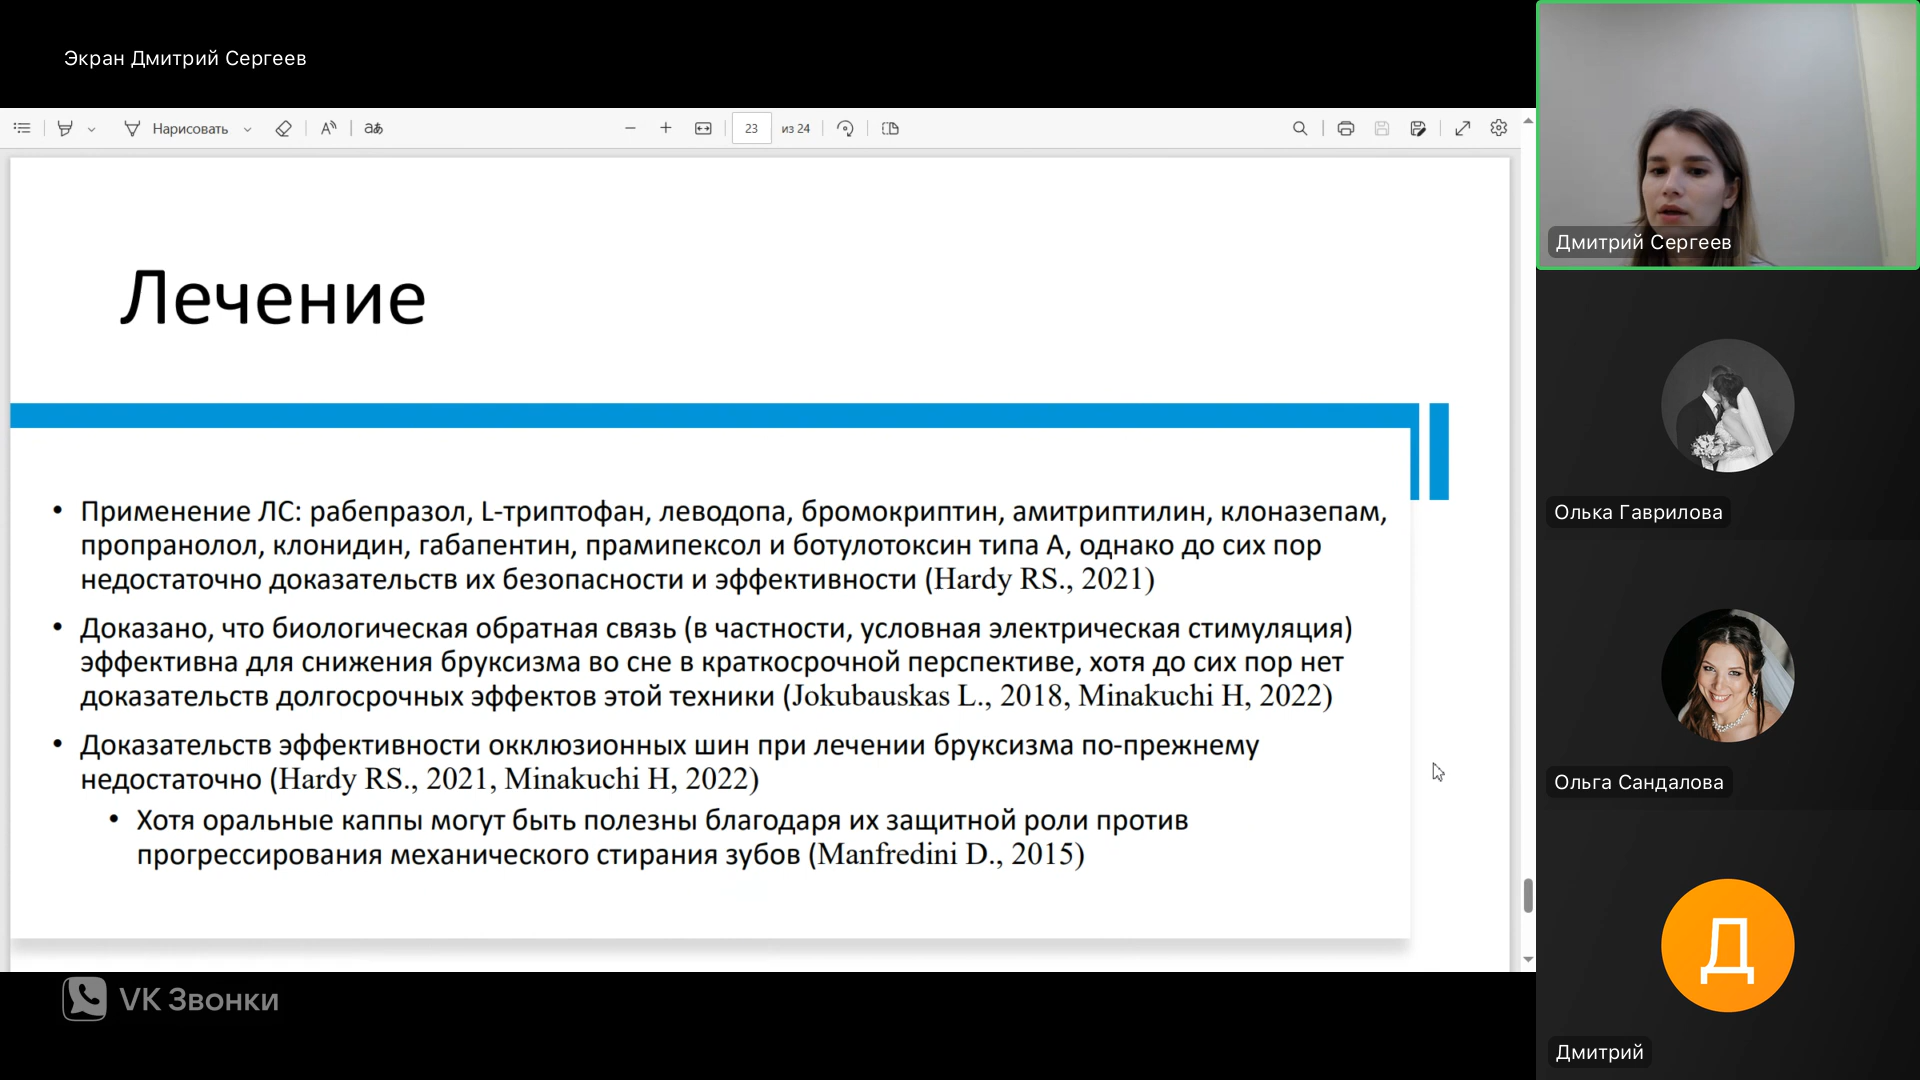 Экран Дмитрий Сергеев
Нарисовать
23 из 24
Лечение
• Применение ЛС: рабепразол, L-триптофан, леводопа, бромокриптин, амитриптилин, клоназепам,
пропранолол, клонидин, габапентин, прамипексол и ботулотоксин типа А, однако до сих пор
недостаточно доказательств их безопасности и эффективности (Hardy RS., 2021)
• Доказано, что биологическая обратная связь (в частности, условная электрическая стимуляция)
эффективна для снижения бруксизма во сне в краткосрочной перспективе, хотя до сих пор нет
доказательств долгосрочных эффектов этой техники (Jokubauskas L., 2018, Minakuchi H, 2022)
• Доказательств эффективности окклюзионных шин при лечении бруксизма по-прежнему
недостаточно (Hardy RS., 2021, Minakuchi H, 2022)
• Хотя оральные каппы могут быть полезны благодаря их защитной роли против
прогрессирования механического стирания зубов (Manfredini D., 2015)
VK Звонки
Дмитрий Сергеев
Олька Гаврилова
Ольга Сандалова
Д
Дмитрий